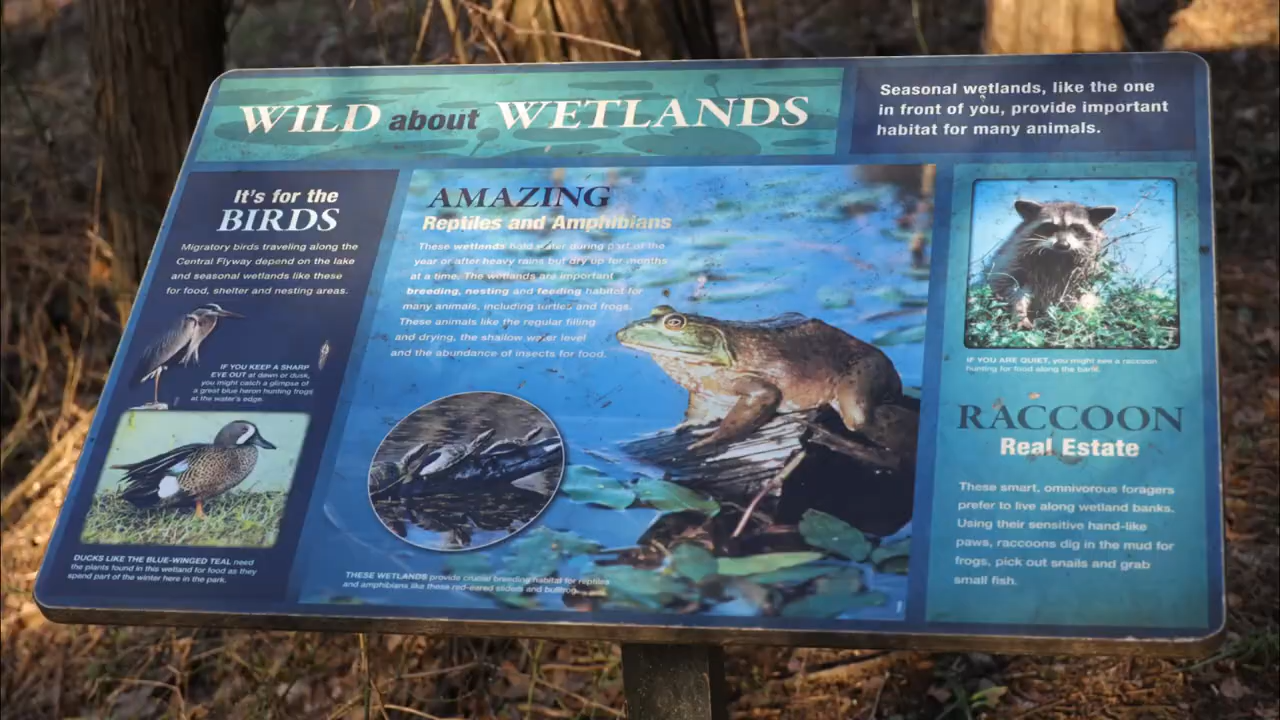 WILD about WETLANDS
Seasonal wetlands, like the one
in front of you, provide important
habitat for many animals.
It's for the
BIRDS
Migratory birds traveling along the
Central Flyway depend on the lake
and seasonal wetlands like these
for food, shelter and nesting areas.
IF YOU KEEP A SHARP
EYE OUT at dawn or dusk,
you might catch a glimpse of
a great blue heron hunting frogs
at the water's edge.
DUCKS LIKE THE BLUE-WINGED TEAL need
the plants found in this wetland for food as they
spend part of the winter here in the park.
AMAZING
Reptiles and Amphibians
These wetlands hold water during part of the
year or after heavy rains but dry up for months
at a time. The wetlands are important
breeding, nesting and feeding habitat for
many animals, including turtles and frogs.
These animals like the regular filling
and drying, the shallow water level
and the abundance of insects for food.
THESE WETLANDS provide crucial breeding habitat for reptiles
and amphibians like these red-eared sliders and bullfrog.
IF YOU ARE QUIET, you might see a raccoon
hunting for food along the bank.
RACCOON
Real Estate
These smart, omnivorous foragers
prefer to live along wetland banks.
Using their sensitive hand-like
paws, raccoons dig in the mud for
frogs, pick out snails and grab
small fish.